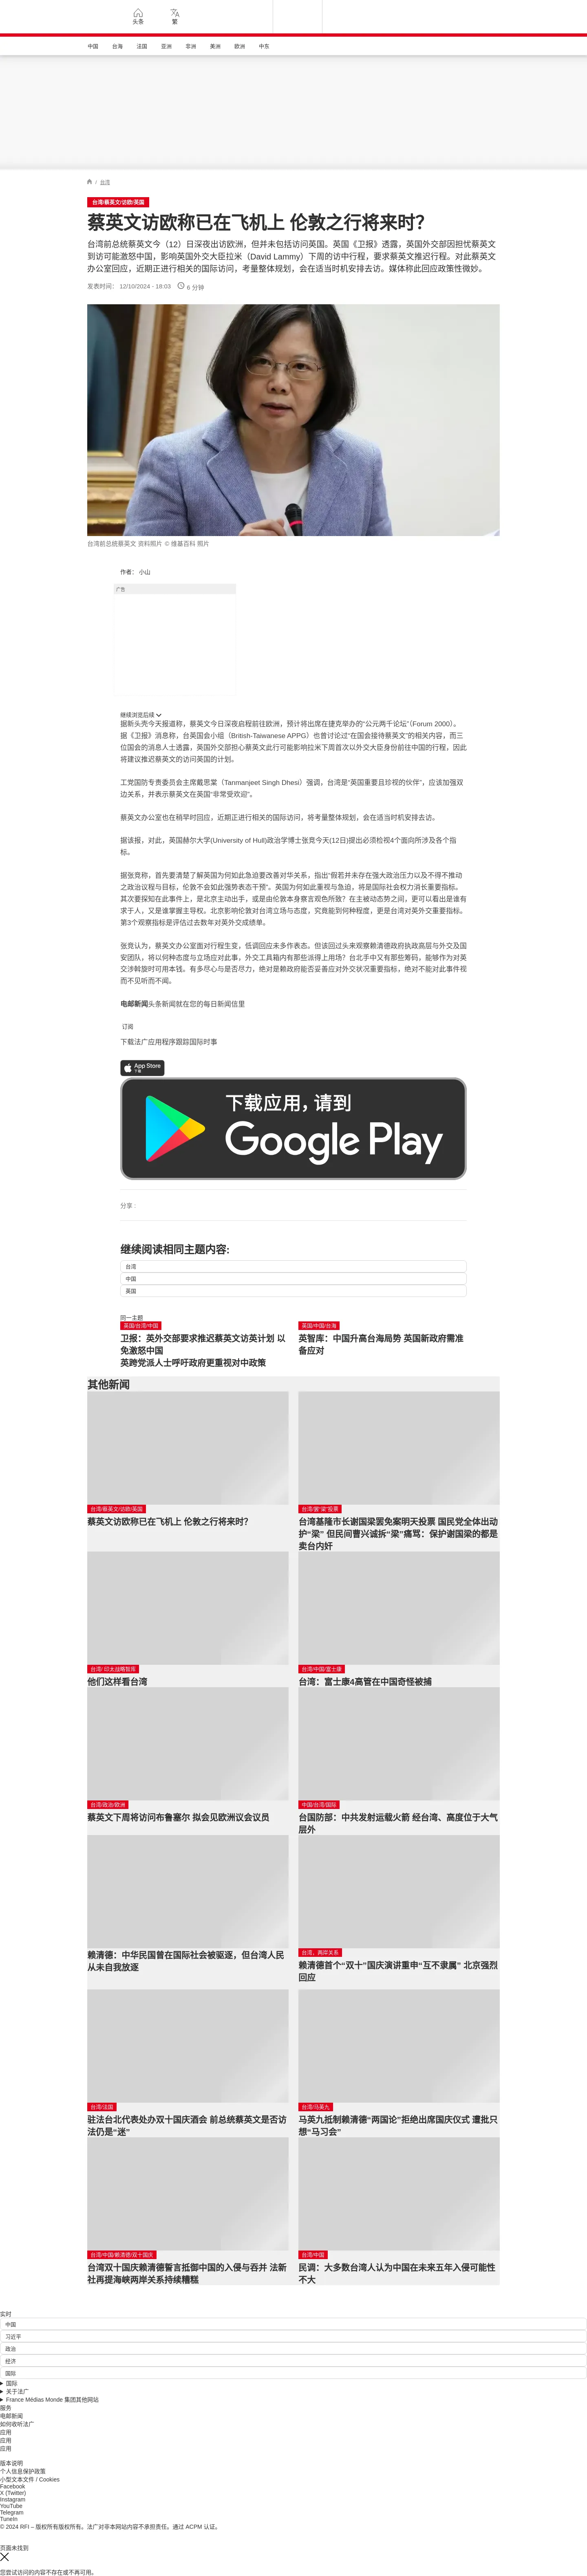 头条
繁
中国
台海
法国
亚洲
非洲
美洲
欧洲
中东
/ 台湾
台湾/蔡英文/访欧/英国
蔡英文访欧称已在飞机上 伦敦之行将来时？
台湾前总统蔡英文今（12）日深夜出访欧洲，但并未包括访问英国。英国《卫报》透露，英国外交部因担忧蔡英文
到访可能激怒中国，影响英国外交大臣拉米（David Lammy）下周的访中行程，要求蔡英文推迟行程。对此蔡英文
办公室回应，近期正进行相关的国际访问，考量整体规划，会在适当时机安排去访。媒体称此回应政策性微妙。
发表时间： 12/10/2024 - 18:03
6 分钟
台湾前总统蔡英文 资料照片 © 维基百科 照片
作者： 小山
广告
继续浏览后续
据新头壳今天报道称，蔡英文今日深夜启程前往欧洲，预计将出席在捷克举办的“公元两千论坛”（Forum 2000）。
据《卫报》消息称，台英国会小组（British-Taiwanese APPG）也曾讨论过“在国会接待蔡英文”的相关内容，而三
位国会的消息人士透露，英国外交部担心蔡英文此行可能影响拉米下周首次以外交大臣身份前往中国的行程，因此
将建议推迟蔡英文的访问英国的计划。
工党国防专责委员会主席戴思棠（Tanmanjeet Singh Dhesi）强调，台湾是“英国重要且珍视的伙伴”，应该加强双
边关系，并表示蔡英文在英国“非常受欢迎”。
蔡英文办公室也在稍早时回应，近期正进行相关的国际访问，将考量整体规划，会在适当时机安排去访。
据该报，对此，英国赫尔大学(University of Hull)政治学博士张竞今天(12日)提出必须检视4个面向所涉及各个指
标。
据张竞称，首先要清楚了解英国为何如此急迫要改善对华关系，指出“假若并未存在强大政治压力以及不得不推动
之政治议程与目标，伦敦不会如此强势表态干预”。英国为何如此重视与急迫，将是国际社会权力消长重要指标。
其次要探知在此事件上，是北京主动出手，或是由伦敦本身察言观色所致？在主被动态势之间，更可以看出是谁有
求于人，又是谁掌握主导权。北京影响伦敦对台湾立场与态度，究竟能到何种程度，更是台湾对英外交重要指标。
第3个观察指标是评估过去数年对英外交成绩单。
张竞认为，蔡英文办公室面对行程生变，低调回应未多作表态。但该回过头来观察赖清德政府执政高层与外交及国
安团队，将以何种态度与立场应对此事，外交工具箱内有那些派得上用场？台北手中又有那些筹码，能够作为对英
交涉斡旋时可用本钱。有多尽心与是否尽力，绝对是赖政府能否妥善应对外交状况重要指标，绝对不能对此事件视
而不见听而不闻。
电邮新闻头条新闻就在您的每日新闻信里
订阅
下载法广应用程序跟踪国际时事
App Store
下载
下载应用，请到
Google Play
分享 :
继续阅读相同主题内容:
台湾
中国
英国
同一主题
英国/台湾/中国
卫报：英外交部要求推迟蔡英文访英计划 以
免激怒中国
英跨党派人士呼吁政府更重视对中政策
英国/中国/台海
英智库：中国升高台海局势 英国新政府需准
备应对
其他新闻
台湾/蔡英文/访欧/英国
蔡英文访欧称已在飞机上 伦敦之行将来时？
台湾/罢“梁”投票
台湾基隆市长谢国梁罢免案明天投票 国民党全体出动
护“梁” 但民间曹兴诚拆“梁”痛骂：保护谢国梁的都是
卖台内奸
台湾/ 印太战略智库
他们这样看台湾
台湾/中国/富士康
台湾：富士康4高管在中国奇怪被捕
台湾/政治/欧洲
蔡英文下周将访问布鲁塞尔 拟会见欧洲议会议员
中国/台湾/国际
台国防部：中共发射运载火箭 经台湾、高度位于大气
层外
赖清德：中华民国曾在国际社会被驱逐，但台湾人民
从未自我放逐
台湾，两岸关系
赖清德首个“双十”国庆演讲重申“互不隶属” 北京强烈
回应
台湾/法国
驻法台北代表处办双十国庆酒会 前总统蔡英文是否访
法仍是“迷”
台湾/马英九
马英九抵制赖清德“两国论”拒绝出席国庆仪式 遭批只
想“马习会”
台湾/中国/赖清德/双十国庆
台湾双十国庆赖清德誓言抵御中国的入侵与吞并 法新
社再提海峡两岸关系持续糟糕
台湾/中国
民调：大多数台湾人认为中国在未来五年入侵可能性
不大
实时
中国
习近平
政治
经济
国际
国际
关于法广
France Médias Monde 集团其他网站
服务
电邮新闻
如何收听法广
应用
应用
应用
版本说明
个人信息保护政策
小型文本文件 / Cookies
Facebook
X (Twitter)
Instagram
YouTube
Telegram
TuneIn
© 2024 RFI – 版权所有版权所有。法广对非本网站内容不承担责任。通过 ACPM 认证。
页面未找到
您尝试访问的内容不存在或不再可用。